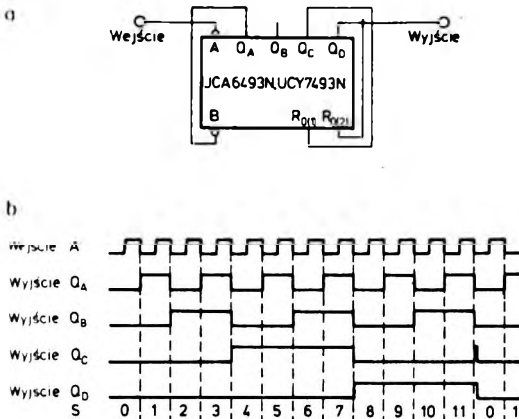 a
Wejście
Wyjście
A Q_A Q_B Q_C Q_D
UCA6493N,UCY7493N
B R_0(1) R_0(2)
b
Wejście A
Wyjście Q_A
Wyjście Q_B
Wyjście Q_C
Wyjście Q_D
S 0 1 2 3 4 5 6 7 8 9 10 11 0 1